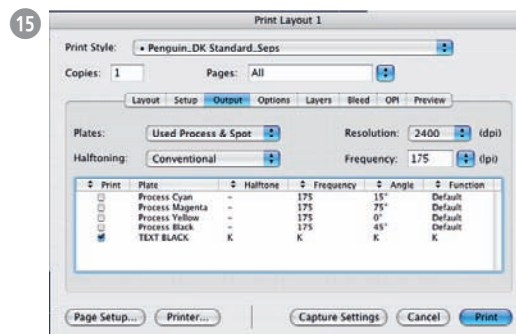 15
Print Layout 1
Print Style: • Penguin_DK Standard_Seps
Copies: 1 Pages: All
Layout Setup Output Options Layers Bleed OPI Preview
Plates: Used Process & Spot Resolution: 2400 (dpi)
Halftoning: Conventional Frequency: 175 (lpi)
Print Plate Halftone Frequency Angle Function
Process Cyan - 175 15° Default
Process Magenta - 175 75° Default
Process Yellow - 175 0° Default
Process Black - 175 45° Default
TEXT BLACK K K K K
Page Setup... Printer... Capture Settings Cancel Print